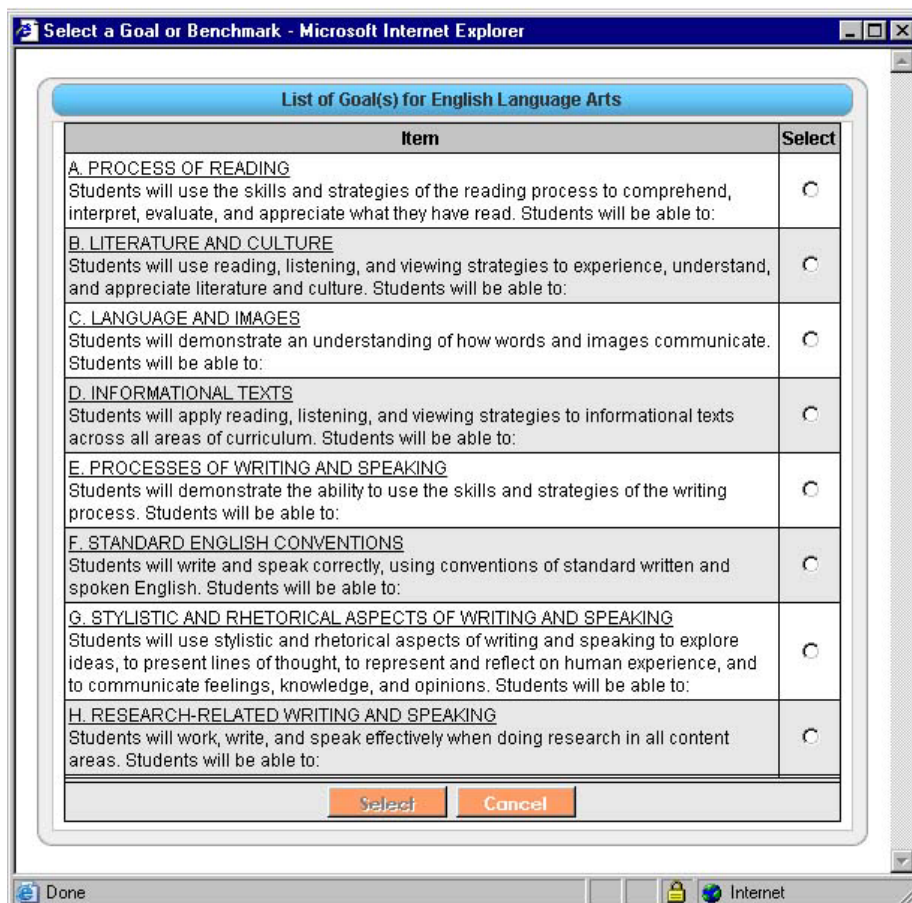 Select a Goal or Benchmark - Microsoft Internet Explorer
List of Goal(s) for English Language Arts
Item Select
A. PROCESS OF READING
Students will use the skills and strategies of the reading process to comprehend,
interpret, evaluate, and appreciate what they have read. Students will be able to:
B. LITERATURE AND CULTURE
Students will use reading, listening, and viewing strategies to experience, understand,
and appreciate literature and culture. Students will be able to:
C. LANGUAGE AND IMAGES
Students will demonstrate an understanding of how words and images communicate.
Students will be able to:
D. INFORMATIONAL TEXTS
Students will apply reading, listening, and viewing strategies to informational texts
across all areas of curriculum. Students will be able to:
E. PROCESSES OF WRITING AND SPEAKING
Students will demonstrate the ability to use the skills and strategies of the writing
process. Students will be able to:
F. STANDARD ENGLISH CONVENTIONS
Students will write and speak correctly, using conventions of standard written and
spoken English. Students will be able to:
G. STYLISTIC AND RHETORICAL ASPECTS OF WRITING AND SPEAKING
Students will use stylistic and rhetorical aspects of writing and speaking to explore
ideas, to present lines of thought, to represent and reflect on human experience, and
to communicate feelings, knowledge, and opinions. Students will be able to:
H. RESEARCH-RELATED WRITING AND SPEAKING
Students will work, write, and speak effectively when doing research in all content
areas. Students will be able to:
Select Cancel
Done Internet